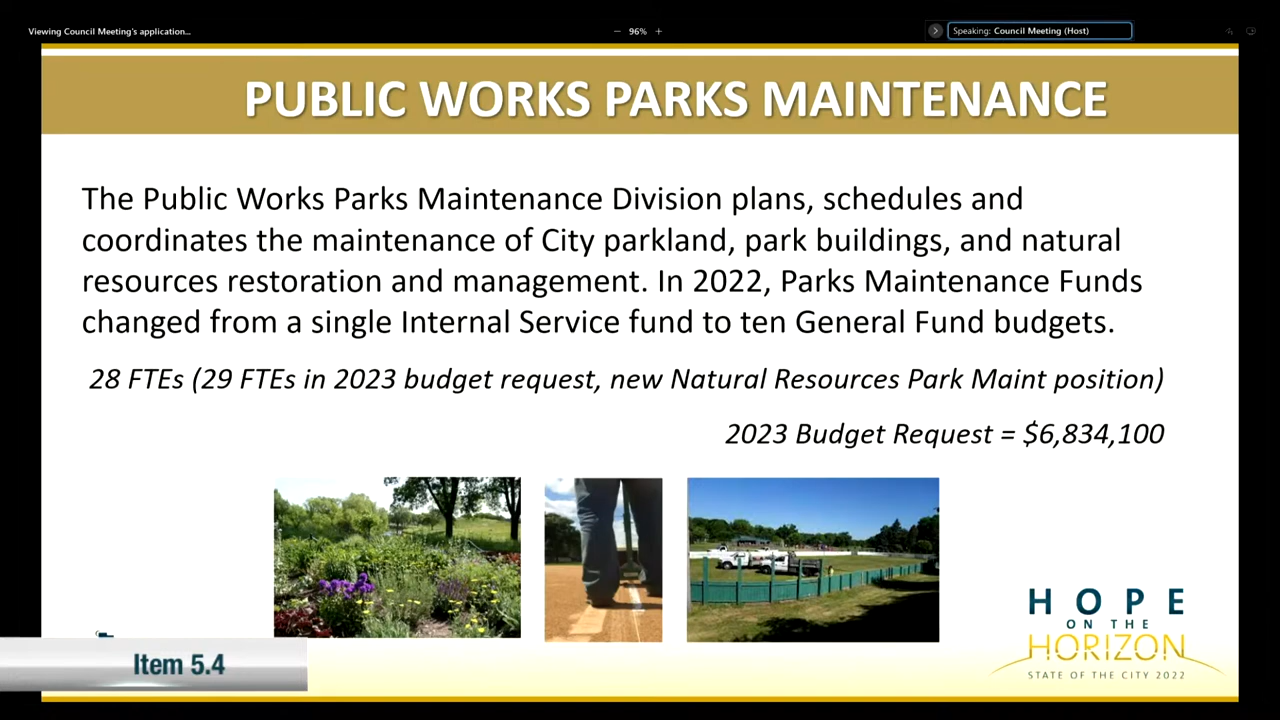 Viewing Council Meeting's application...
− 96% +
Speaking: Council Meeting (Host)
PUBLIC WORKS PARKS MAINTENANCE
The Public Works Parks Maintenance Division plans, schedules and
coordinates the maintenance of City parkland, park buildings, and natural
resources restoration and management. In 2022, Parks Maintenance Funds
changed from a single Internal Service fund to ten General Fund budgets.
28 FTEs (29 FTEs in 2023 budget request, new Natural Resources Park Maint position)
2023 Budget Request = $6,834,100
HOPE
ON THE
HORIZON
STATE OF THE CITY 2022
Item 5.4